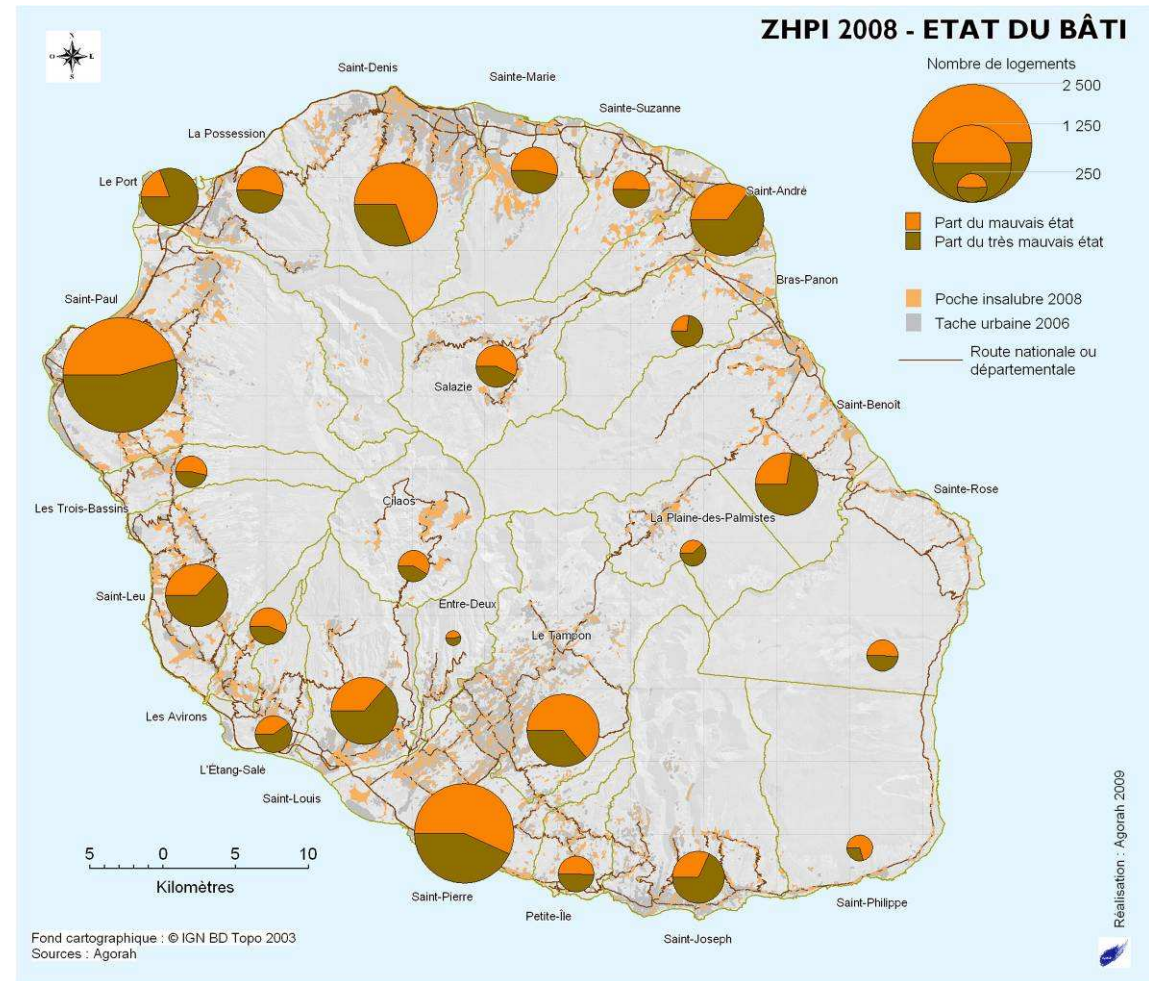 ZHPI 2008 - ETAT DU BÂTI
Nombre de logements
2 500
1 250
250
Part du mauvais état
Part du très mauvais état
Poche insalubre 2008
Tache urbaine 2006
Route nationale ou
départementale
N
O
E
S
Saint-Denis
Sainte-Marie
Sainte-Suzanne
La Possession
Le Port
Saint-André
Bras-Panon
Saint-Paul
Salazie
Saint-Benoît
Les Trois-Bassins
Cilaos
Sainte-Rose
La Plaine-des-Palmistes
Saint-Leu
Entre-Deux
Le Tampon
Les Avirons
L'Étang-Salé
Saint-Louis
Saint-Pierre
Petite-Île
Saint-Joseph
Saint-Philippe
5 0 5 10
Kilomètres
Fond cartographique : © IGN BD Topo 2003
Sources : Agorah
Réalisation : Agorah 2009